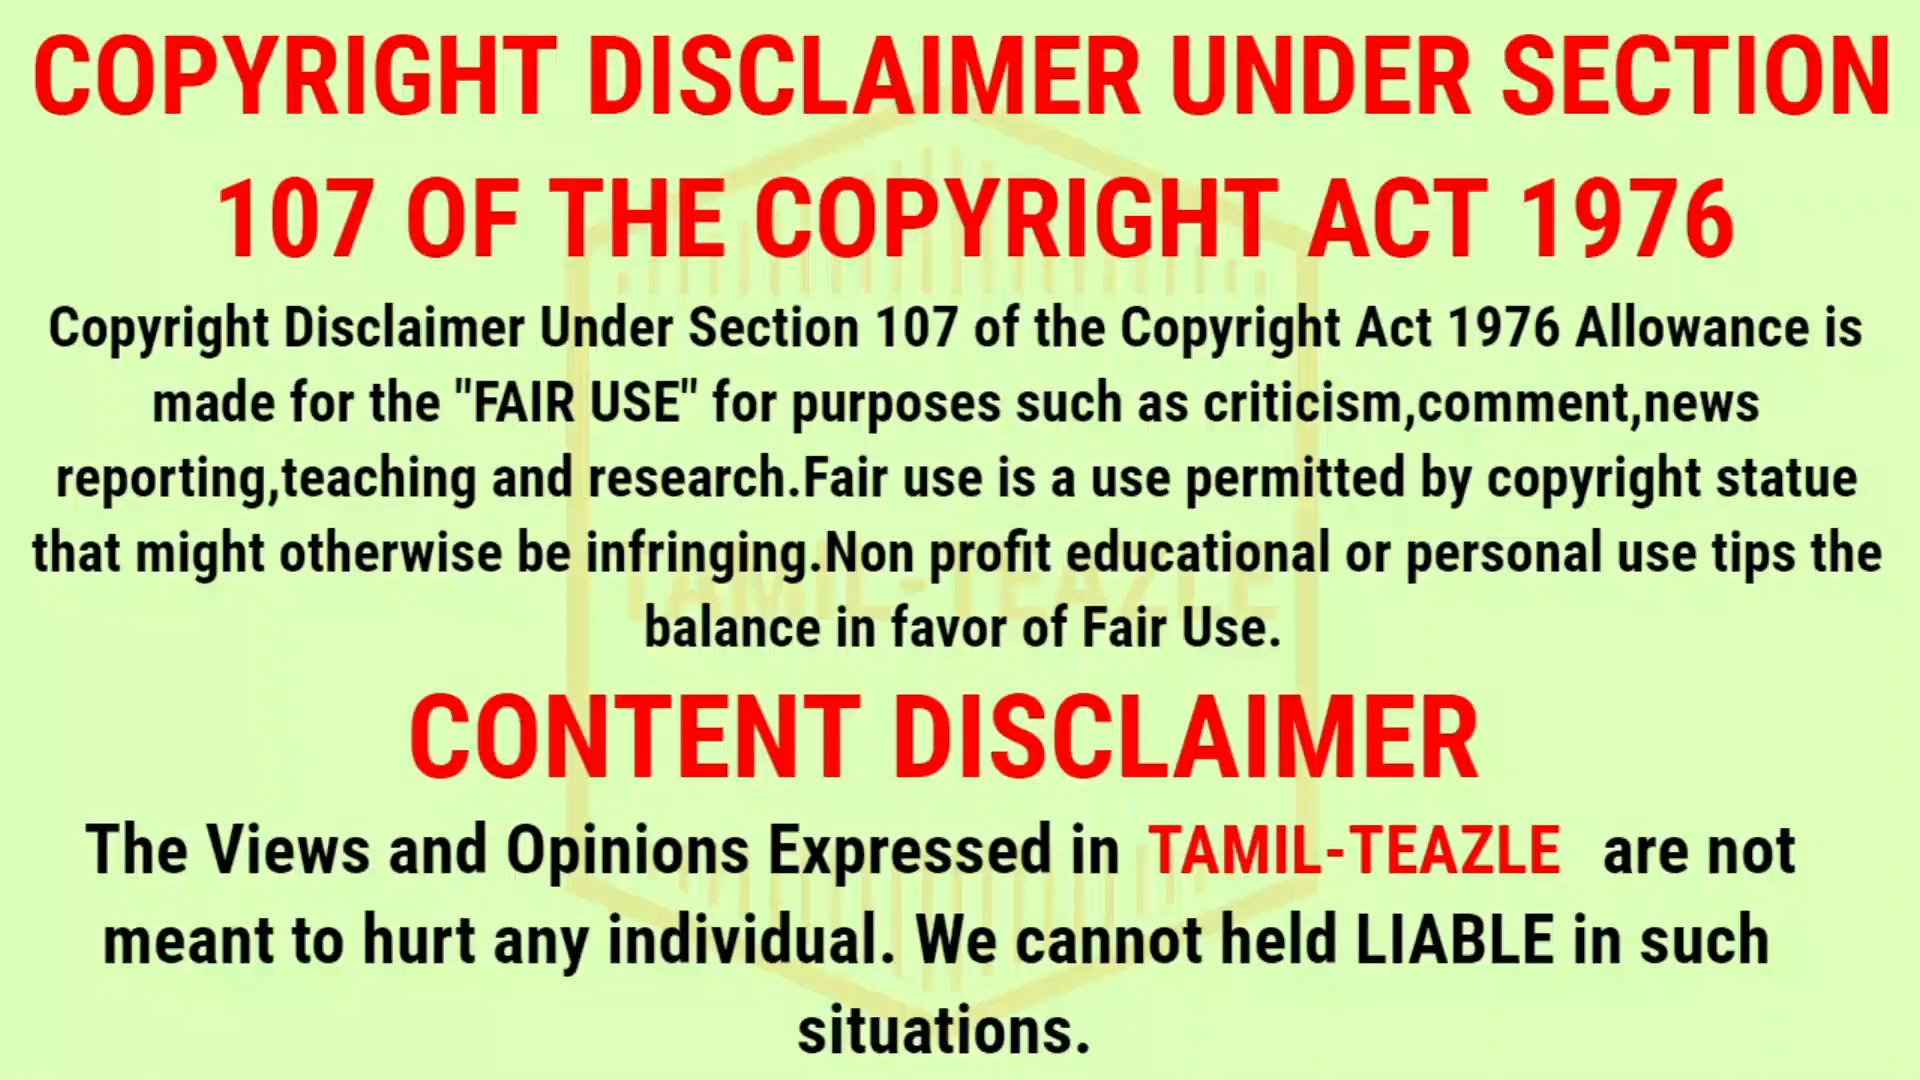 COPYRIGHT DISCLAIMER UNDER SECTION
107 OF THE COPYRIGHT ACT 1976
Copyright Disclaimer Under Section 107 of the Copyright Act 1976 Allowance is
made for the "FAIR USE" for purposes such as criticism,comment,news
reporting,teaching and research.Fair use is a use permitted by copyright statue
that might otherwise be infringing.Non profit educational or personal use tips the
TAMIL-TEAZLE
balance in favor of Fair Use.
CONTENT DISCLAIMER
The Views and Opinions Expressed in TAMIL-TEAZLE are not
meant to hurt any individual. We cannot held LIABLE in such
situations.